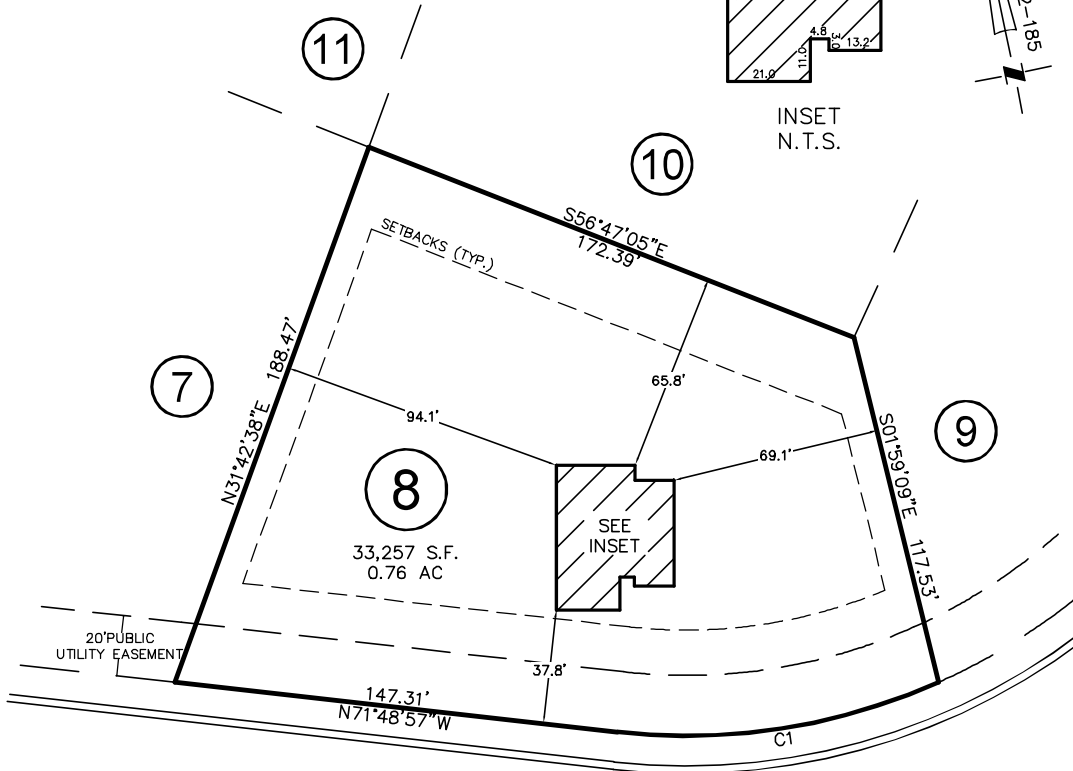 11
2-185
4.8
3.0
13.2
11.0
21.0
INSET
N.T.S.
10
S56°47'05"E
172.39'
SETBACKS (TYP.)
188.47'
N31°42'38"E
7
65.8'
94.1'
69.1'
9
S01°59'09"E
117.53'
8
33,257 S.F.
0.76 AC
SEE
INSET
20'PUBLIC
UTILITY EASEMENT
37.8'
147.31'
N71°48'57"W
C1